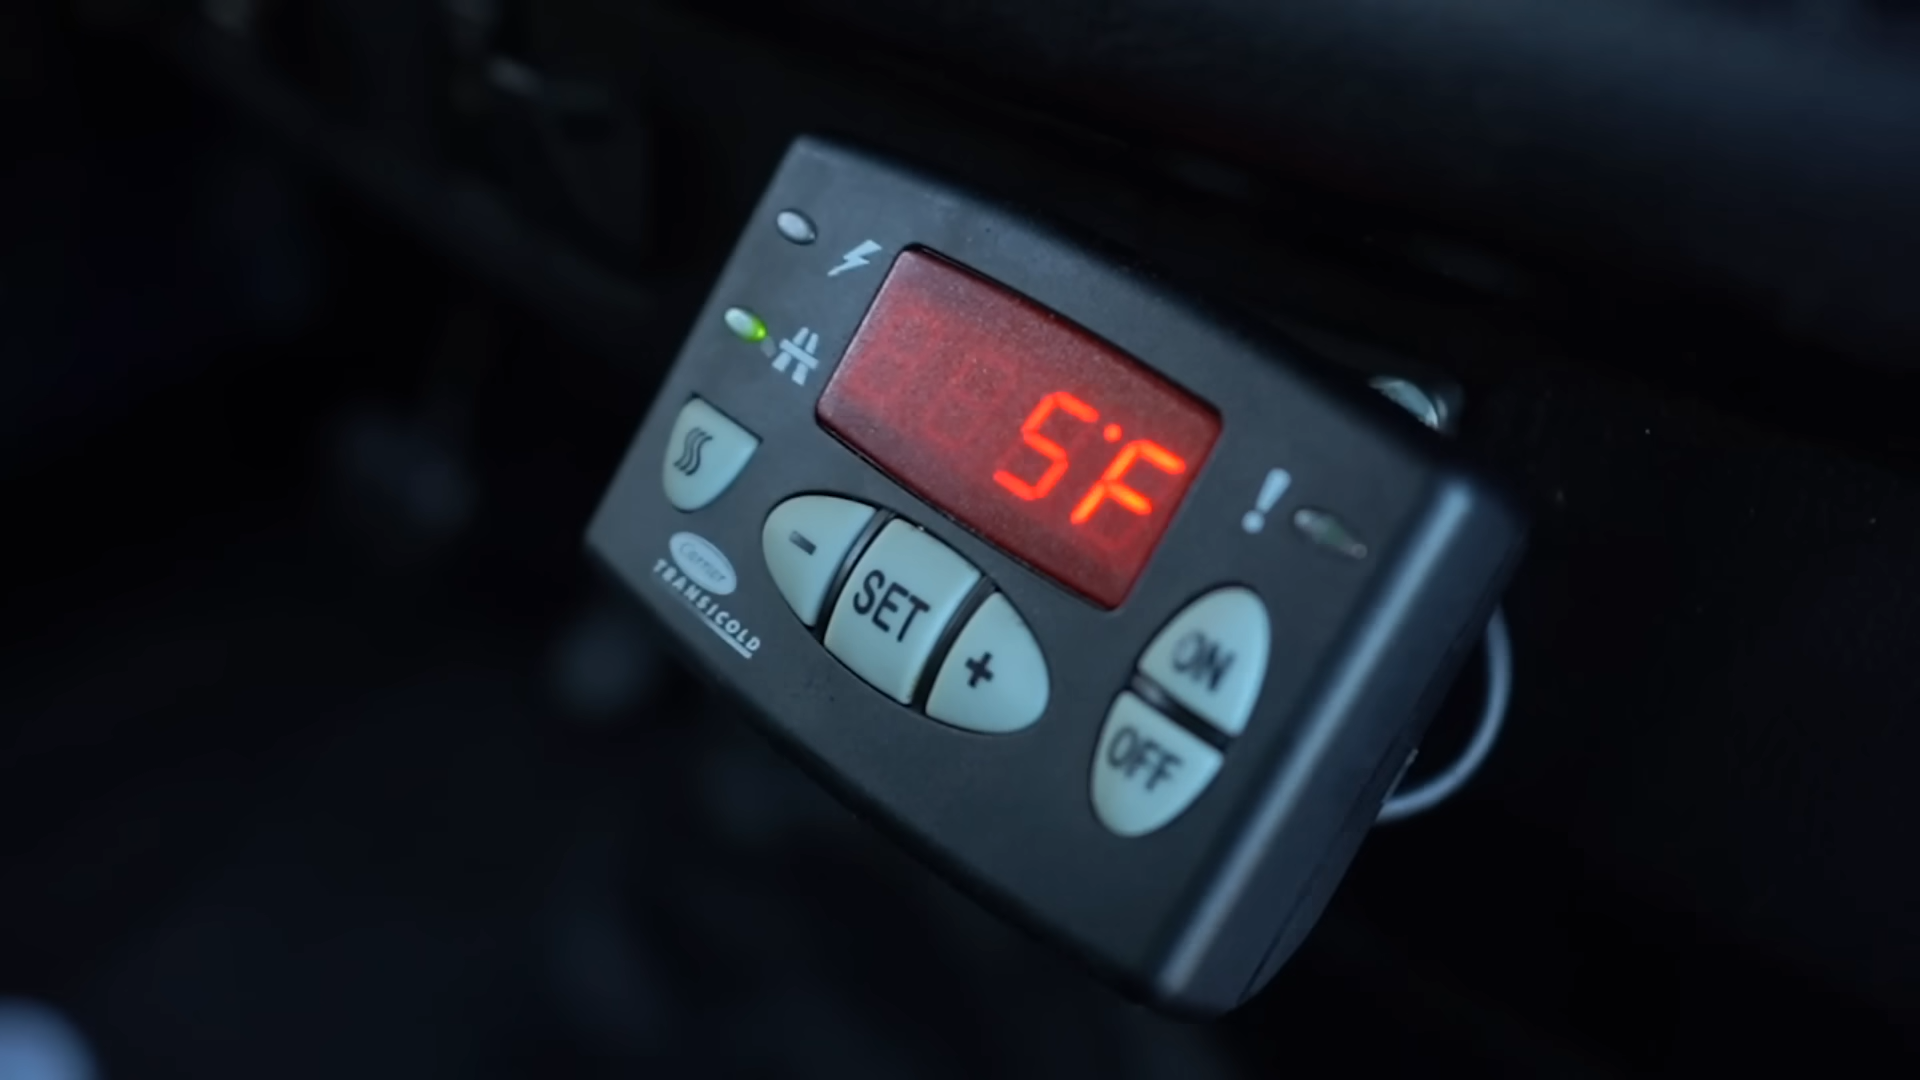 5°F
!
-
SET
+
ON
OFF
Carrier
TRANSICOLD